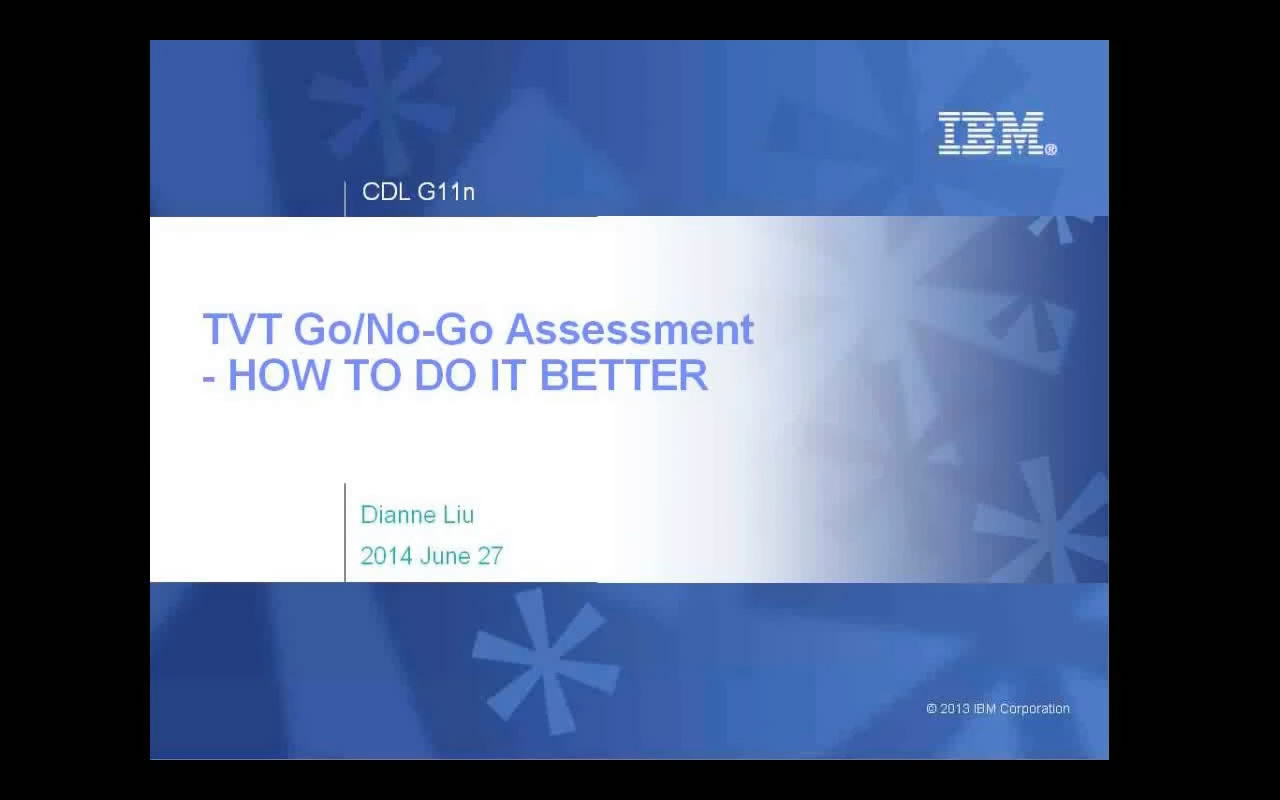 IBM®
CDL G11n
TVT Go/No-Go Assessment
- HOW TO DO IT BETTER
Dianne Liu
2014 June 27
© 2013 IBM Corporation